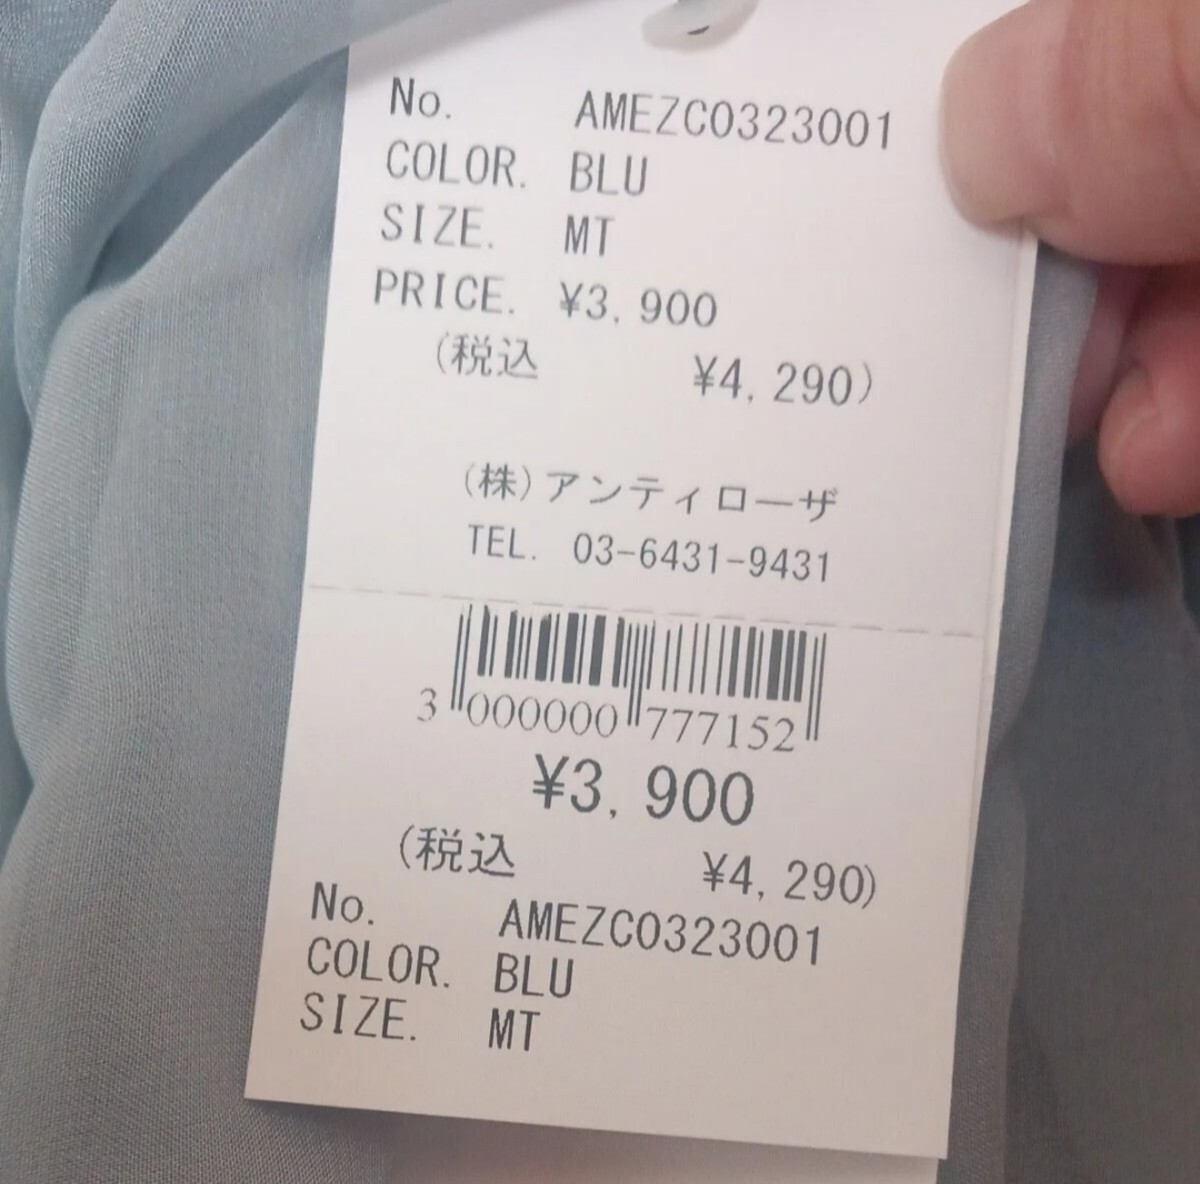 No. AMEZC0323001
COLOR. BLU
SIZE. MT
PRICE. ¥3,900
(税込 ¥4,290)
(株)アンティローザ
TEL. 03-6431-9431
3 000000 777152
¥3,900
(税込 ¥4,290)
No. AMEZC0323001
COLOR. BLU
SIZE. MT